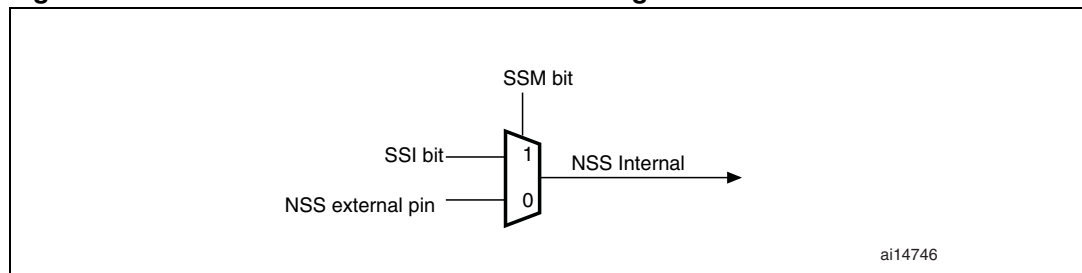 SSM bit
SSI bit
1
NSS Internal
NSS external pin
0
ai14746